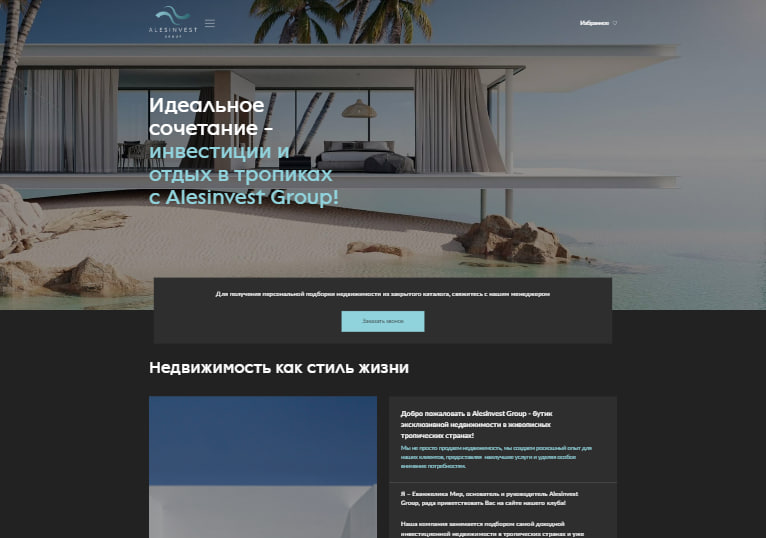 ALESINVEST
GROUP
Избранное
Идеальное
сочетание -
инвестиции и
отдых в тропиках
с Alesinvest Group!
Для получения персональной подборки недвижимости из закрытого каталога, свяжитесь с нашим менеджером
Заказать звонок
Недвижимость как стиль жизни
Добро пожаловать в Alesinvest Group - бутик
эксклюзивной недвижимости в живописных
тропических странах!
Мы не просто продаем недвижимость, мы создаем роскошный опыт для
наших клиентов, предоставляя наилучшие услуги и уделяя особое
внимание потребностям.
Я – Еванжелика Мир, основатель и руководитель Alesinvest
Group, рада приветствовать Вас на сайте нашего клуба!
Наша компания занимается подбором самой доходной
инвестиционной недвижимости в тропических странах и уже